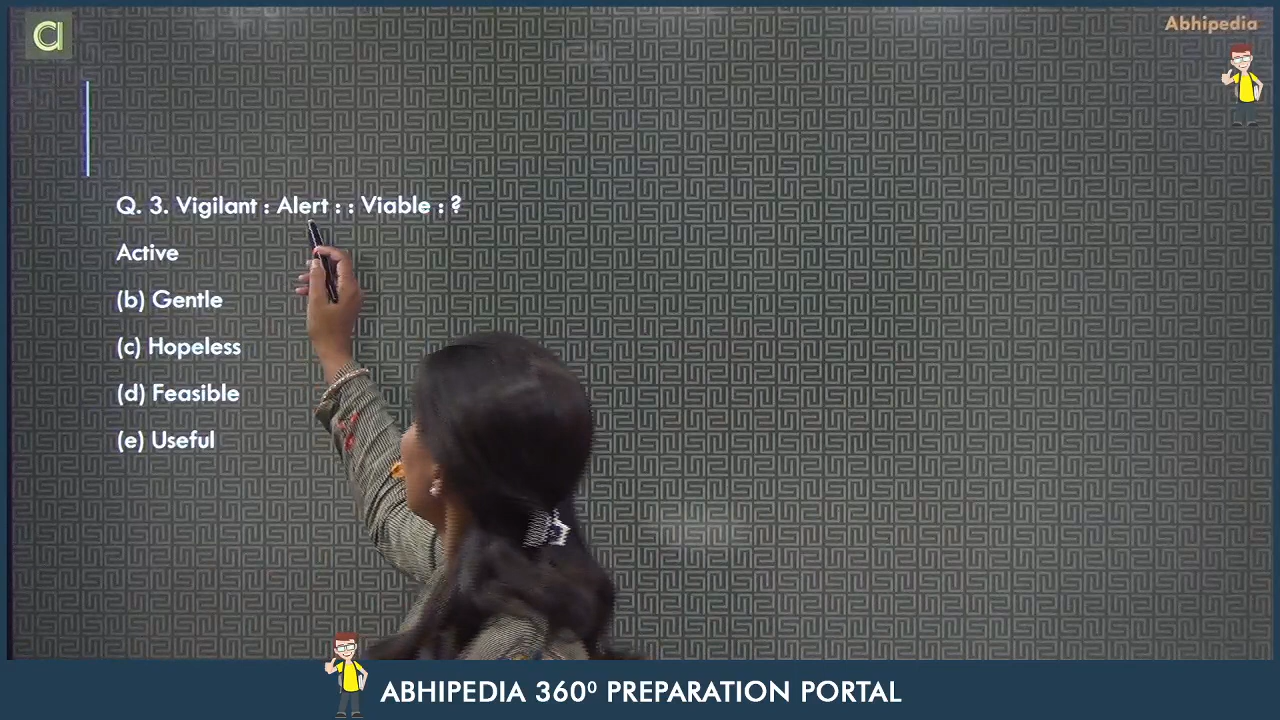 Abhipedia
Q. 3. Vigilant : Alert : : Viable : ?
Active
(b) Gentle
(c) Hopeless
(d) Feasible
(e) Useful
ABHIPEDIA 360⁰ PREPARATION PORTAL